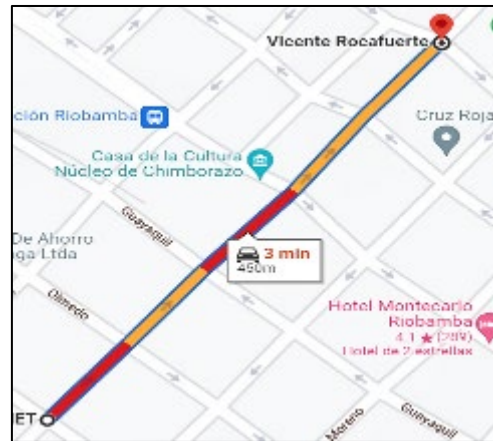 Vicente Rocafuerte
ción Riobamba
Cruz Roja
Casa de la Cultura
Núcleo de Chimborazo
Guayaquil
De Ahorro
ga Ltda
3 min
450m
Olmedo
Hotel Montecarlo
Riobamba
4.1 ★ (289)
Hotel de 2 estrellas
ET
Moreno
Guayaquil